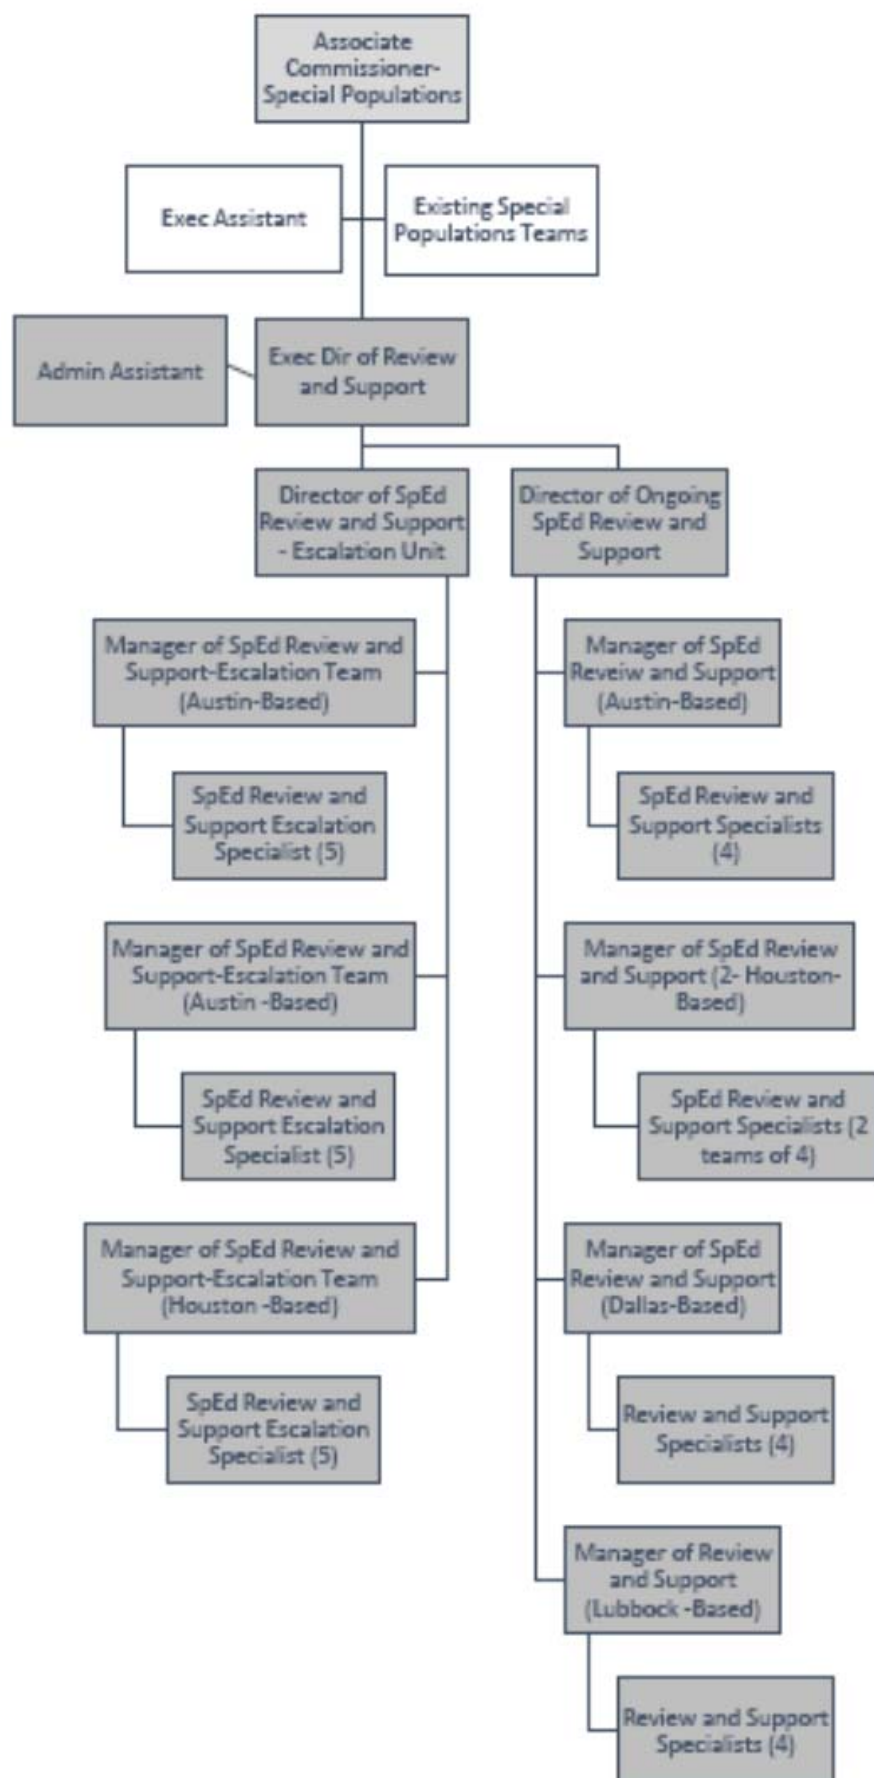 Associate
Commissioner-
Special Populations
Exec Assistant
Existing Special
Populations Teams
Admin Assistant
Exec Dir of Review
and Support
Director of SpEd
Review and Support
- Escalation Unit
Director of Ongoing
SpEd Review and
Support
Manager of SpEd Review and
Support-Escalation Team
(Austin-Based)
SpEd Review and
Support Escalation
Specialist (5)
Manager of SpEd Review and
Support-Escalation Team
(Austin -Based)
SpEd Review and
Support Escalation
Specialist (5)
Manager of SpEd Review and
Support-Escalation Team
(Houston -Based)
SpEd Review and
Support Escalation
Specialist (5)
Manager of SpEd
Reveiw and Support
(Austin-Based)
SpEd Review and
Support Specialists
(4)
Manager of SpEd Review
and Support (2- Houston-
Based)
SpEd Review and
Support Specialists (2
teams of 4)
Manager of SpEd
Review and Support
(Dallas-Based)
Review and Support
Specialists (4)
Manager of Review
and Support
(Lubbock -Based)
Review and Support
Specialists (4)